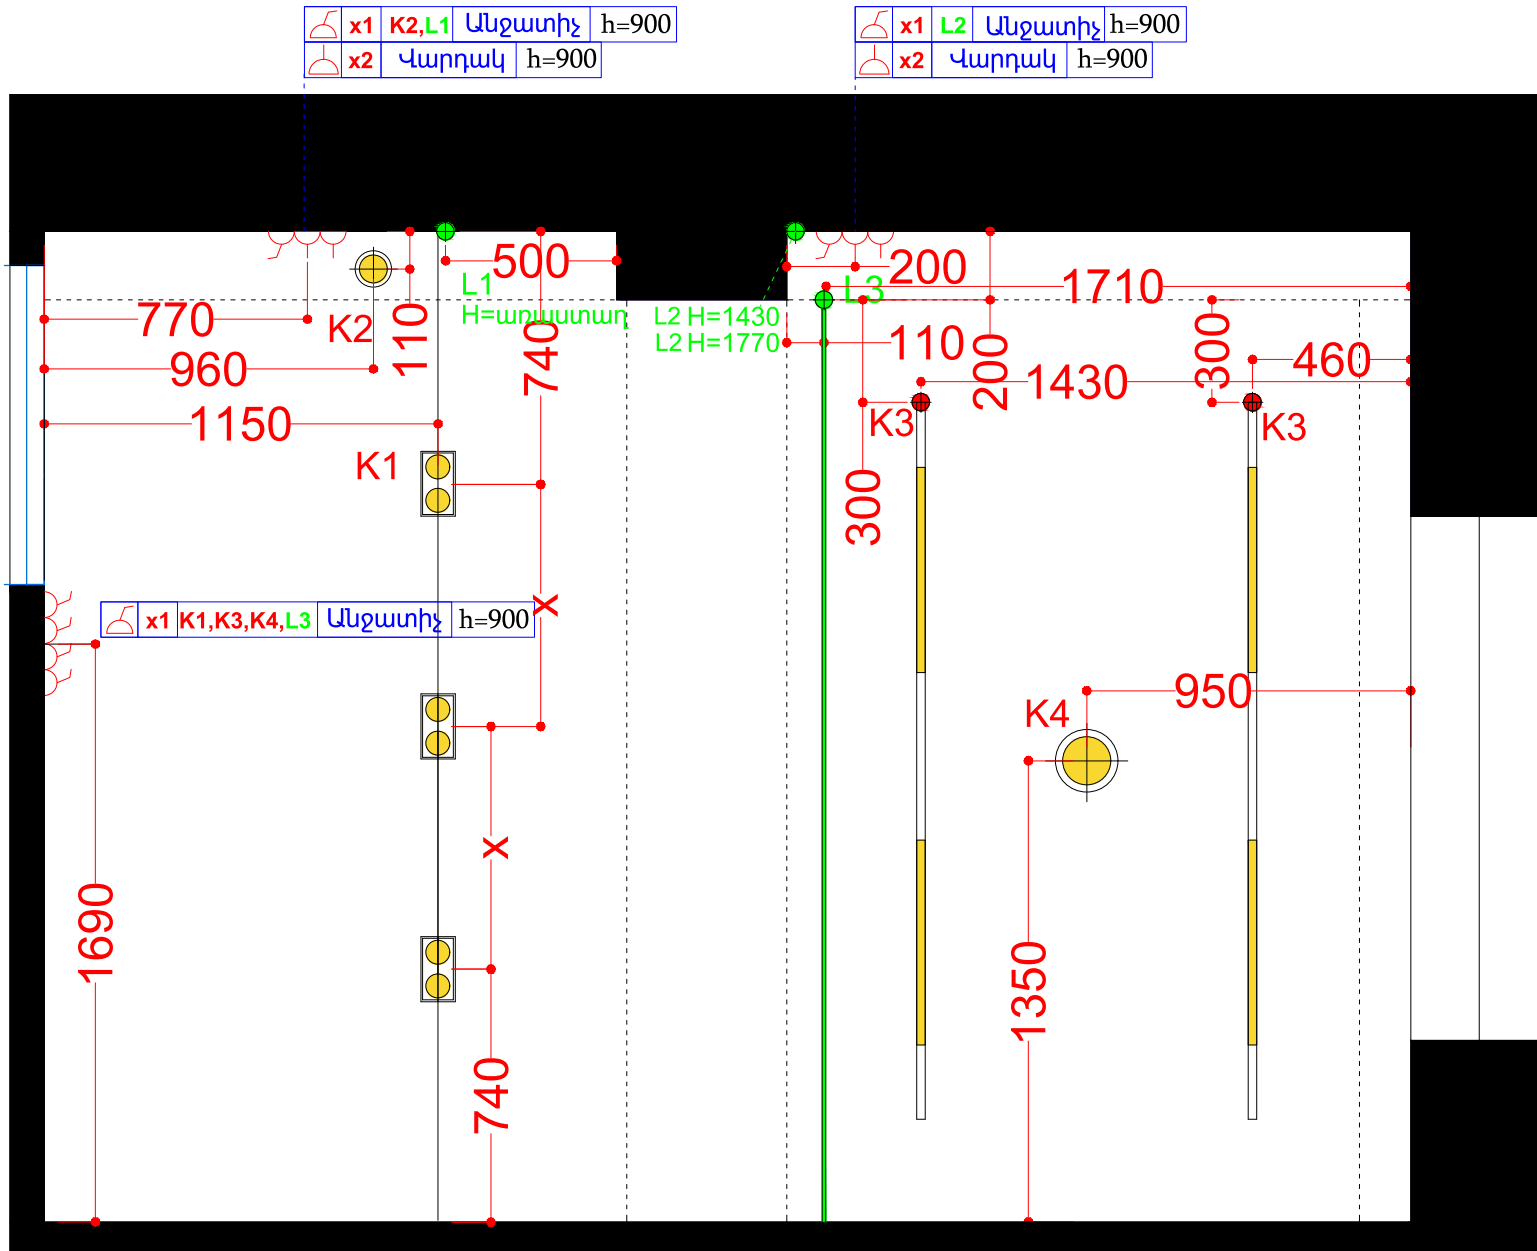 x1 K2,L1 Անջատիչ h=900
x2 Վարդակ h=900
x1 L2 Անջատիչ h=900
x2 Վարդակ h=900
500
200
L1
L3
1710
H=առաստաղ
L2 H=1430
L2 H=1770
770
K2
110
740
110
200
300
460
960
1430
1150
K3
K3
K1
300
x
x1 K1,K3,K4,L3 Անջատիչ h=900
950
K4
x
1690
1350
740